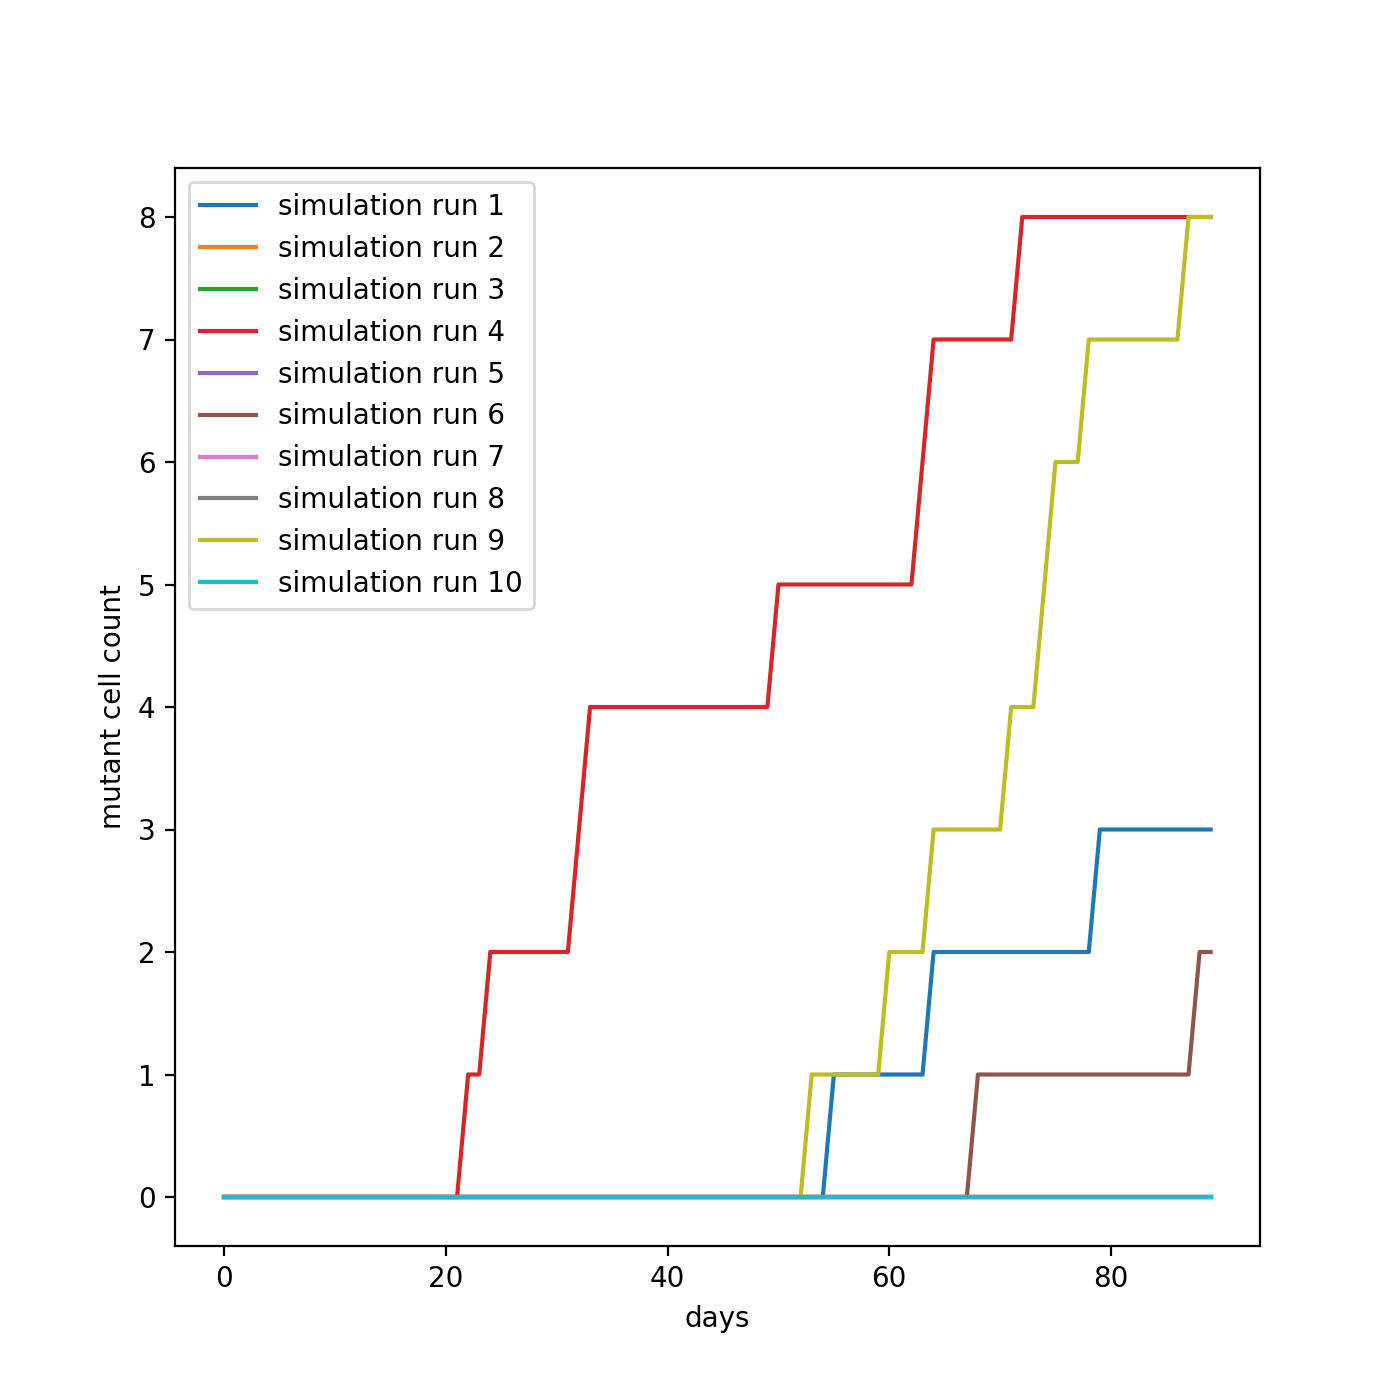 simulation run 1
simulation run 2
simulation run 3
simulation run 4
simulation run 5
simulation run 6
simulation run 7
simulation run 8
simulation run 9
simulation run 10
8
7
6
5
4
3
2
1
0
mutant cell count
0 20 40 60 80
days